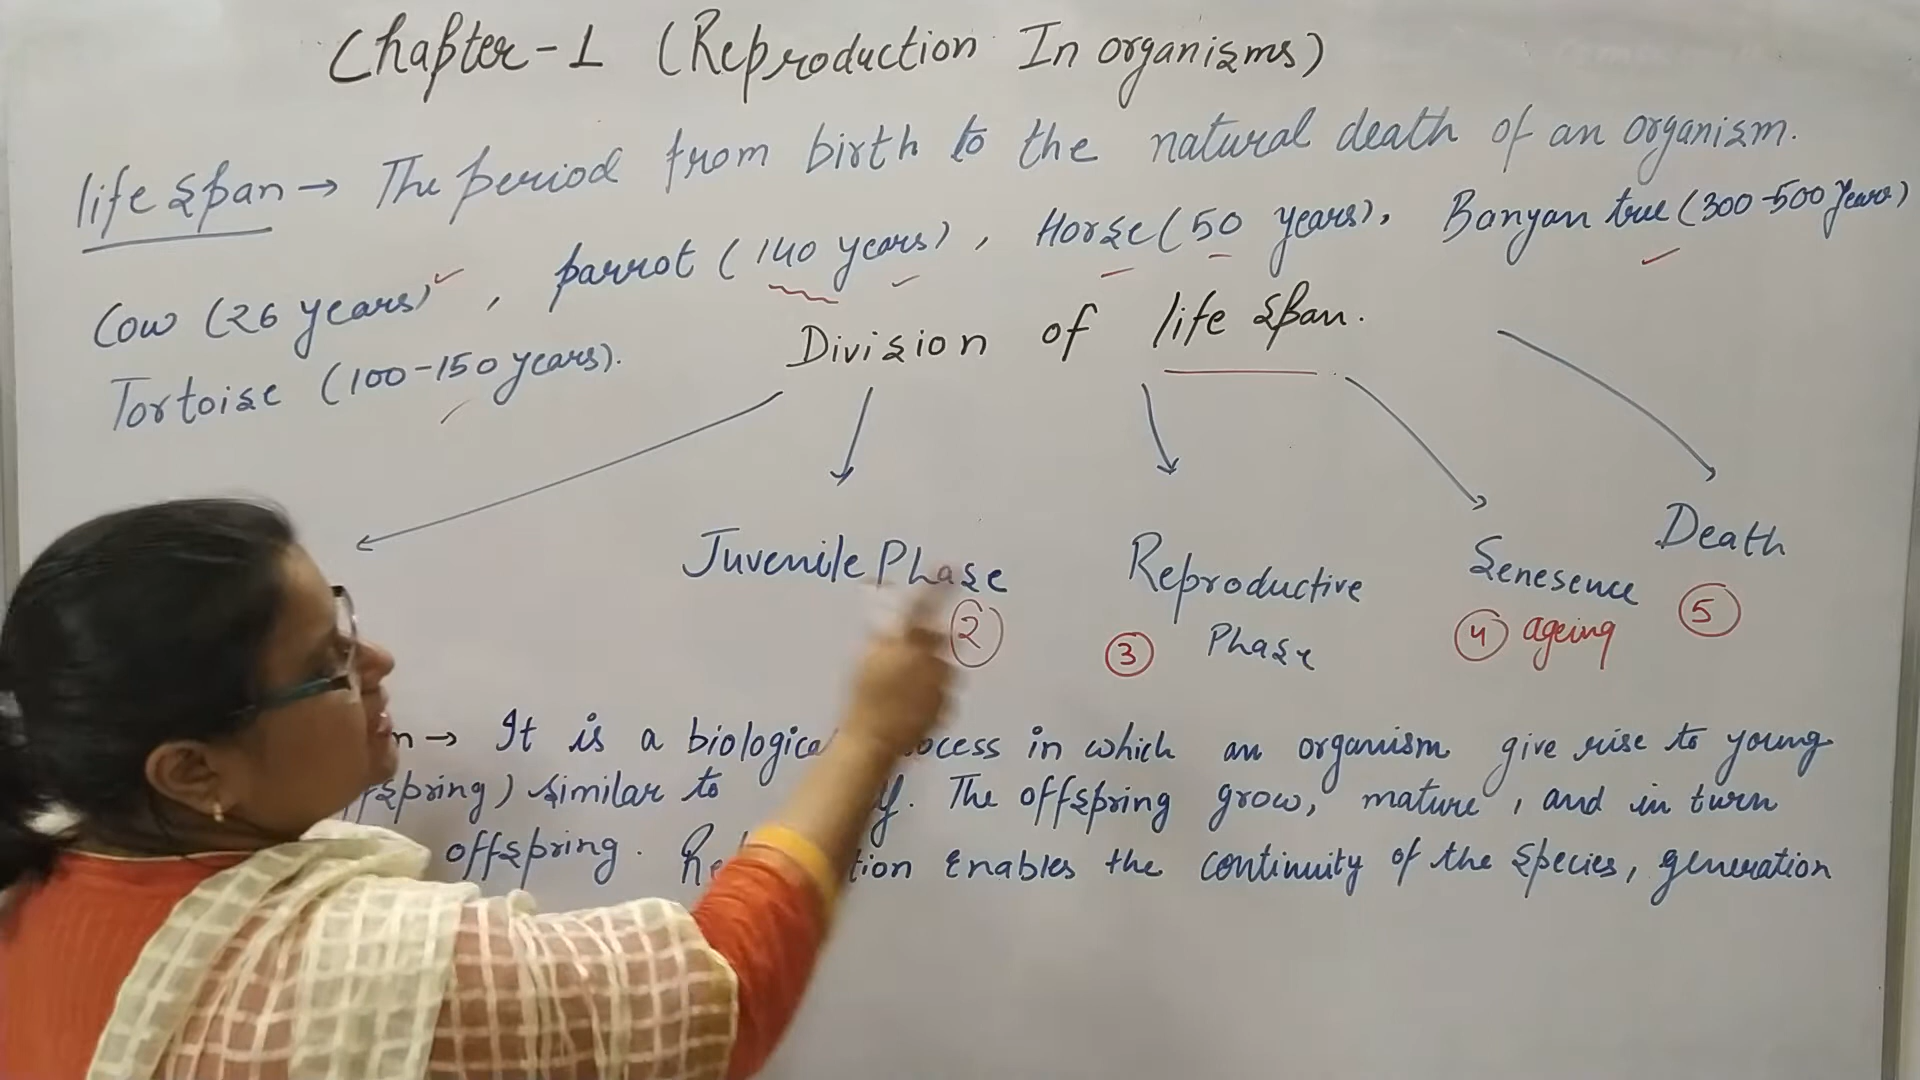 Chapter-1 (Reproduction In organisms)
life span → The period from birth to the natural death of an organism.
Cow (26 years), parrot (140 years), Horse (50 years), Banyan tree (300-500 years)
Tortoise (100-150 years).
Division of life span.
Juvenile Phase
2
Reproductive
3 Phase
Senesence
4 ageing
Death
5
n → It is a biologica ocess in which an organism give rise to young
spring) similar to f. The offspring grow, mature, and in turn
offspring. Re tion Enables the continuity of the species, generation